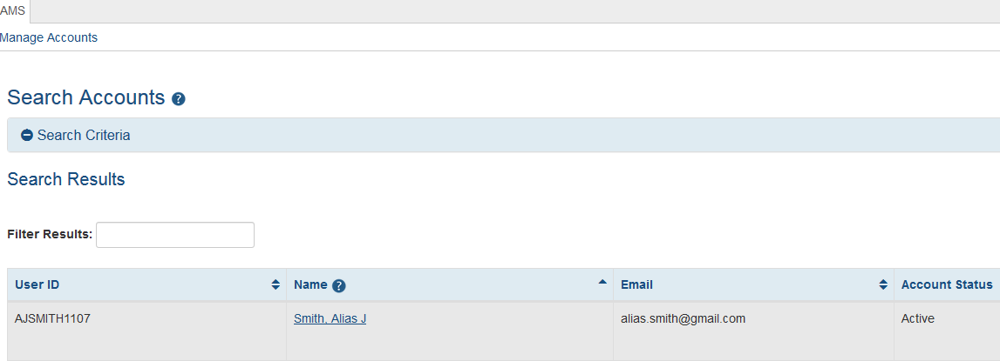 AMS
Manage Accounts
Search Accounts ?
Search Criteria
Search Results
Filter Results:
User ID Name ? Email Account Status
AJSMITH1107 Smith, Alias J alias.smith@gmail.com Active